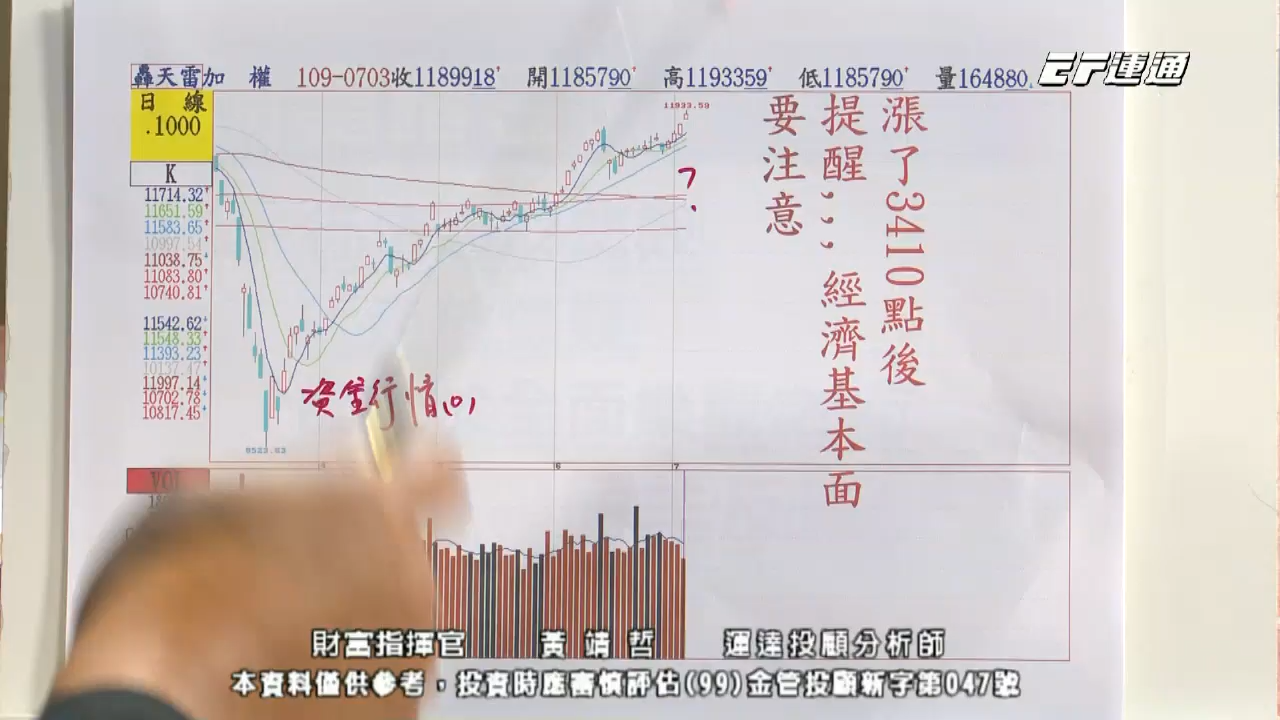 轟天雷加 權 109-0703收1189918 開1185790 高1193359 低1185790 量164880
ET運通
日 線
.1000
K
11714.32
11651.59
11583.65
10997.54
11038.75
11083.80
10740.81
11542.62
11548.33
11393.23
10137.47
11997.14
10702.78
10817.45
11933.59
漲了3410點後
提醒,,,經濟基本面
要注意
?
資金行情(0)
8523.63
6
7
VOL
財富指揮官 黃靖哲 運達投顧分析師
本資料僅供參考，投資時應審慎評估(99)金管投顧新字第047號